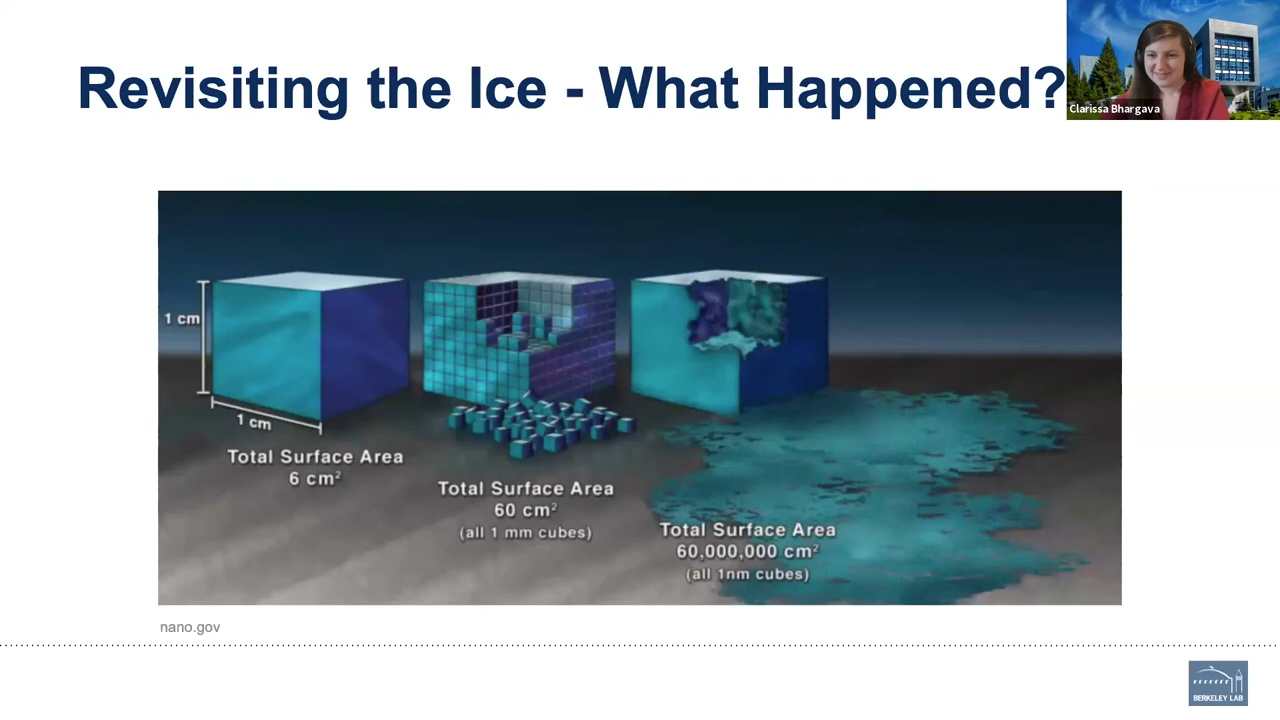 Revisiting the Ice - What Happened?
Clarissa Bhargava
1 cm
1 cm
Total Surface Area
6 cm²
Total Surface Area
60 cm²
(all 1 mm cubes)
Total Surface Area
60,000,000 cm²
(all 1nm cubes)
nano.gov
BERKELEY LAB